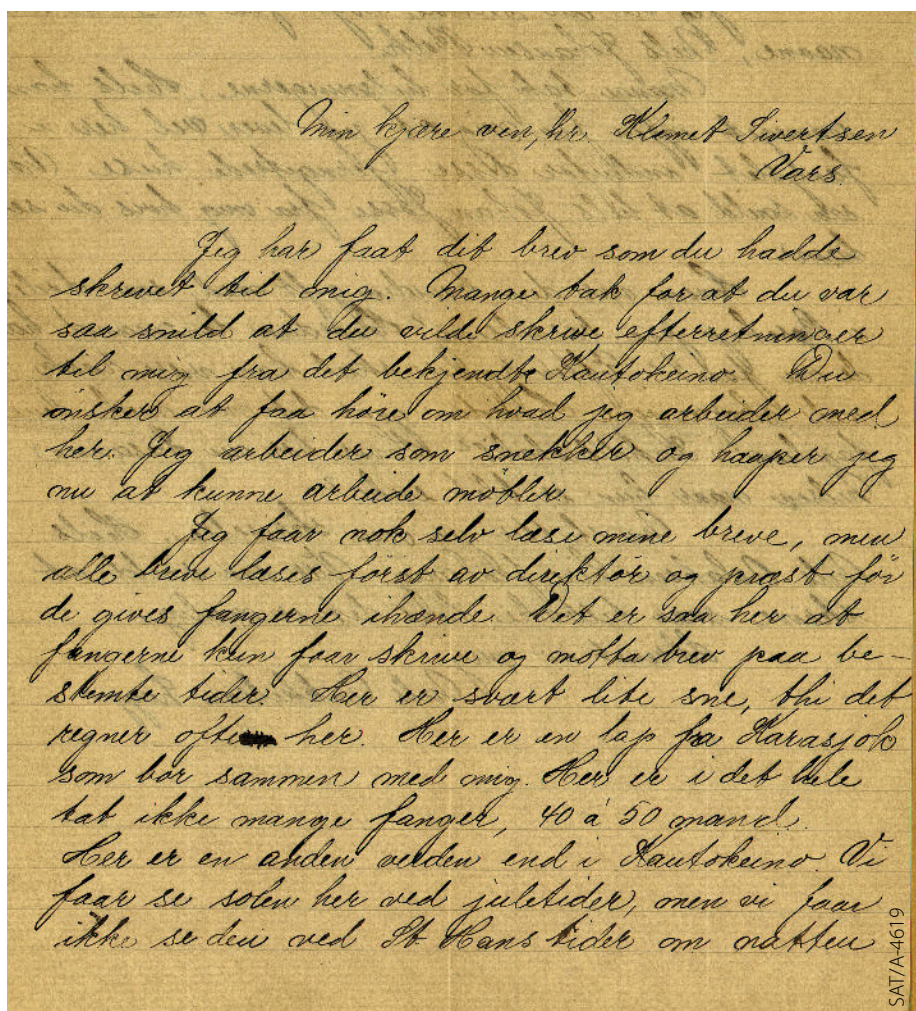 Min kjære ven, hr. Klemet Sivertsen
Vars.
Jeg har faat dit brev som du hadde
skrevet til mig. Mange tak for at du var
saa snild at du vilde skrive efterretninger
til mig fra det bekjendte Kautokeino. Du
ønsker at faa høre om hvad jeg arbeider med
her. Jeg arbeider som snekker og haaper jeg
nu at kunne arbeide møbler.
Jeg faar nok selv læse mine breve, men
alle breve læses først av direktør og præst før
de gives fangerne ihænde. Det er saa her at
fangerne kun faar skrive og motta brev paa be-
stemte tider. Her er svært lite sne, thi det
regner ofte her. Her er en lap fra Karasjok
som bor sammen med mig. Her er i det hele
tat ikke mange fanger, 40 á 50 mand.
Her er en anden verden end i Kautokeino. Vi
faar se solen her ved juletider, men vi faar
ikke se den ved St. Hans tider om natten
SAT/A-4619